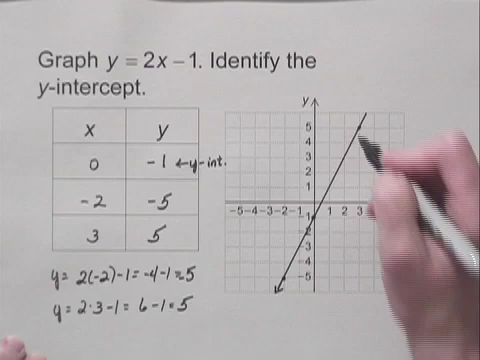 Graph y = 2x – 1. Identify the
y-intercept.
x y
0 -1 ← y-int.
-2 -5
3 5
y = 2(-2)-1 = -4-1 = -5
y = 2·3-1 = 6-1 = 5
y
5
4
3
2
1
-5 -4 -3 -2 -1 1 2 3
-1
-2
-3
-4
-5